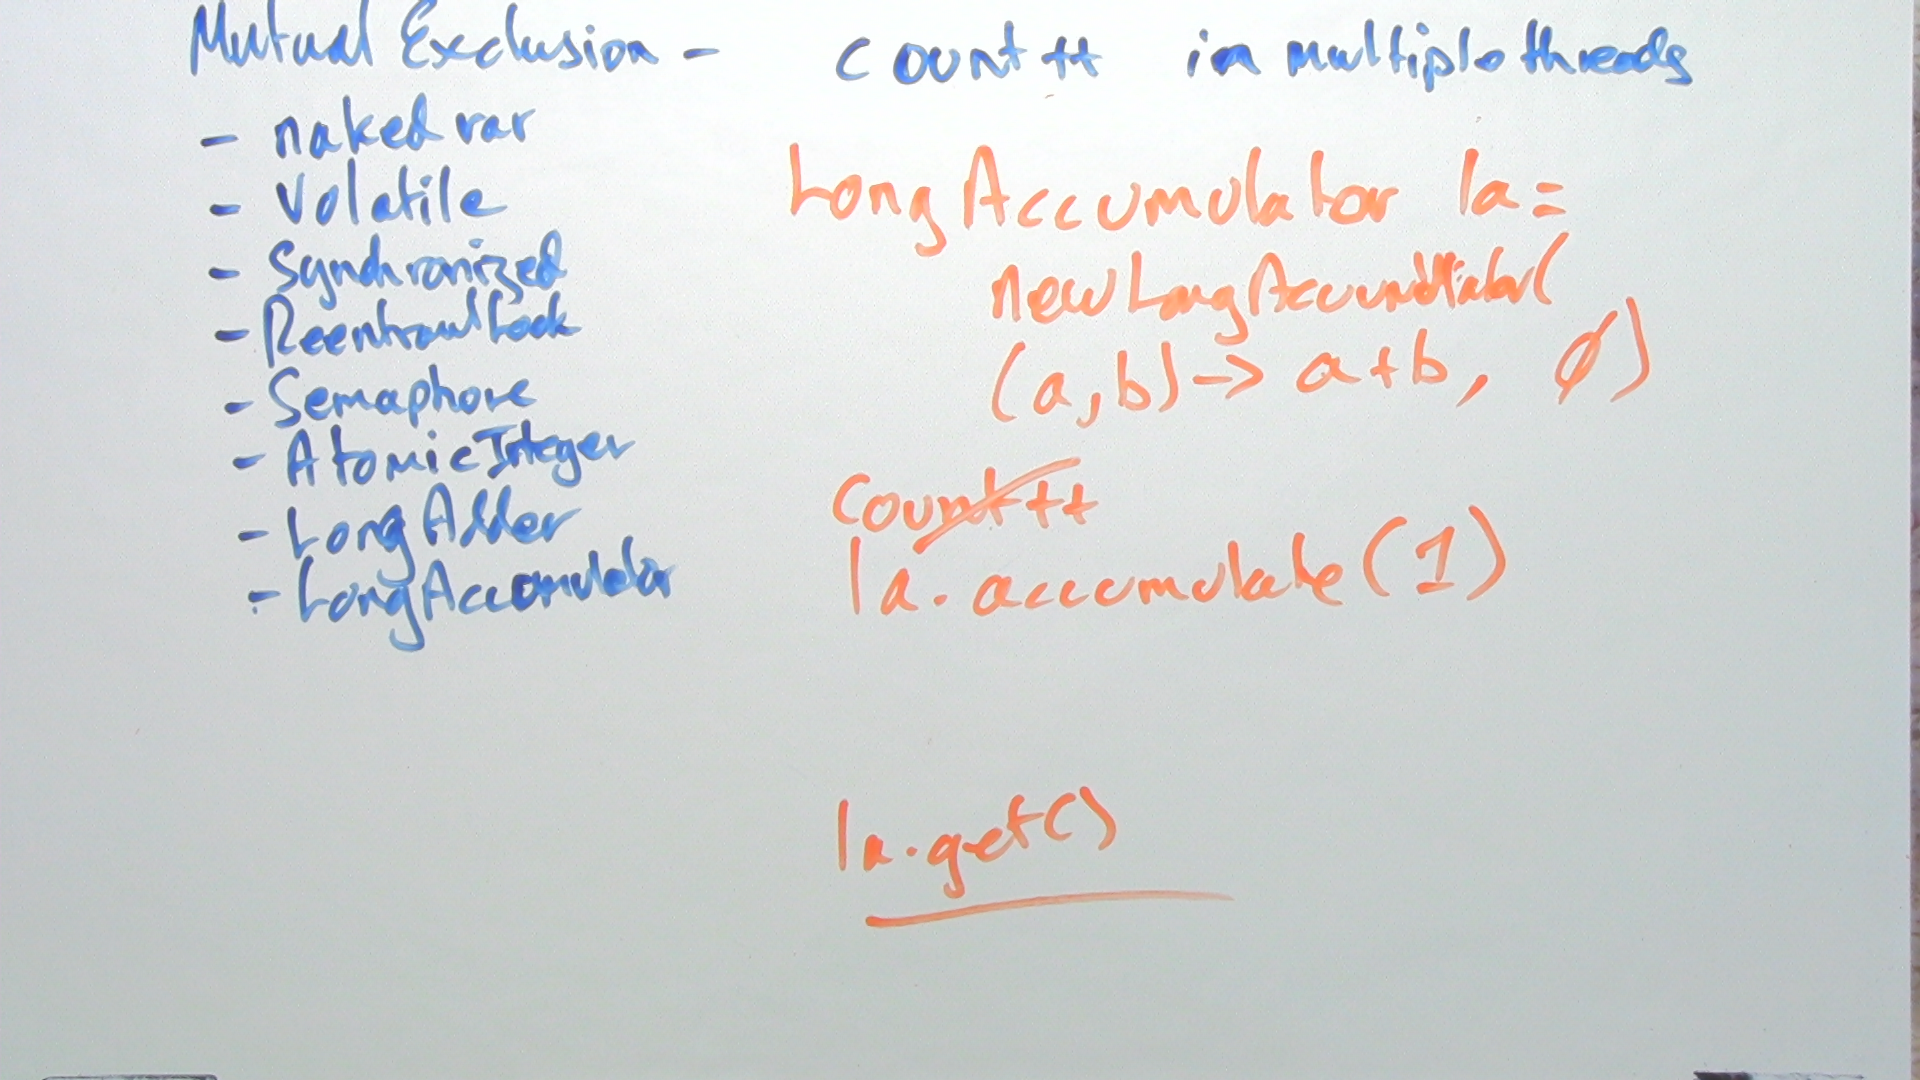 Mutual Exclusion - count++ in multiple threads
- naked var
- Volatile
- Synchronized
- ReentrantLock
- Semaphore
- AtomicInteger
- LongAdder
- LongAccumulator
LongAccumulator la =
new LongAccumulator(
(a,b) -> a+b, 0)
count++
la.accumulate(1)
la.get()